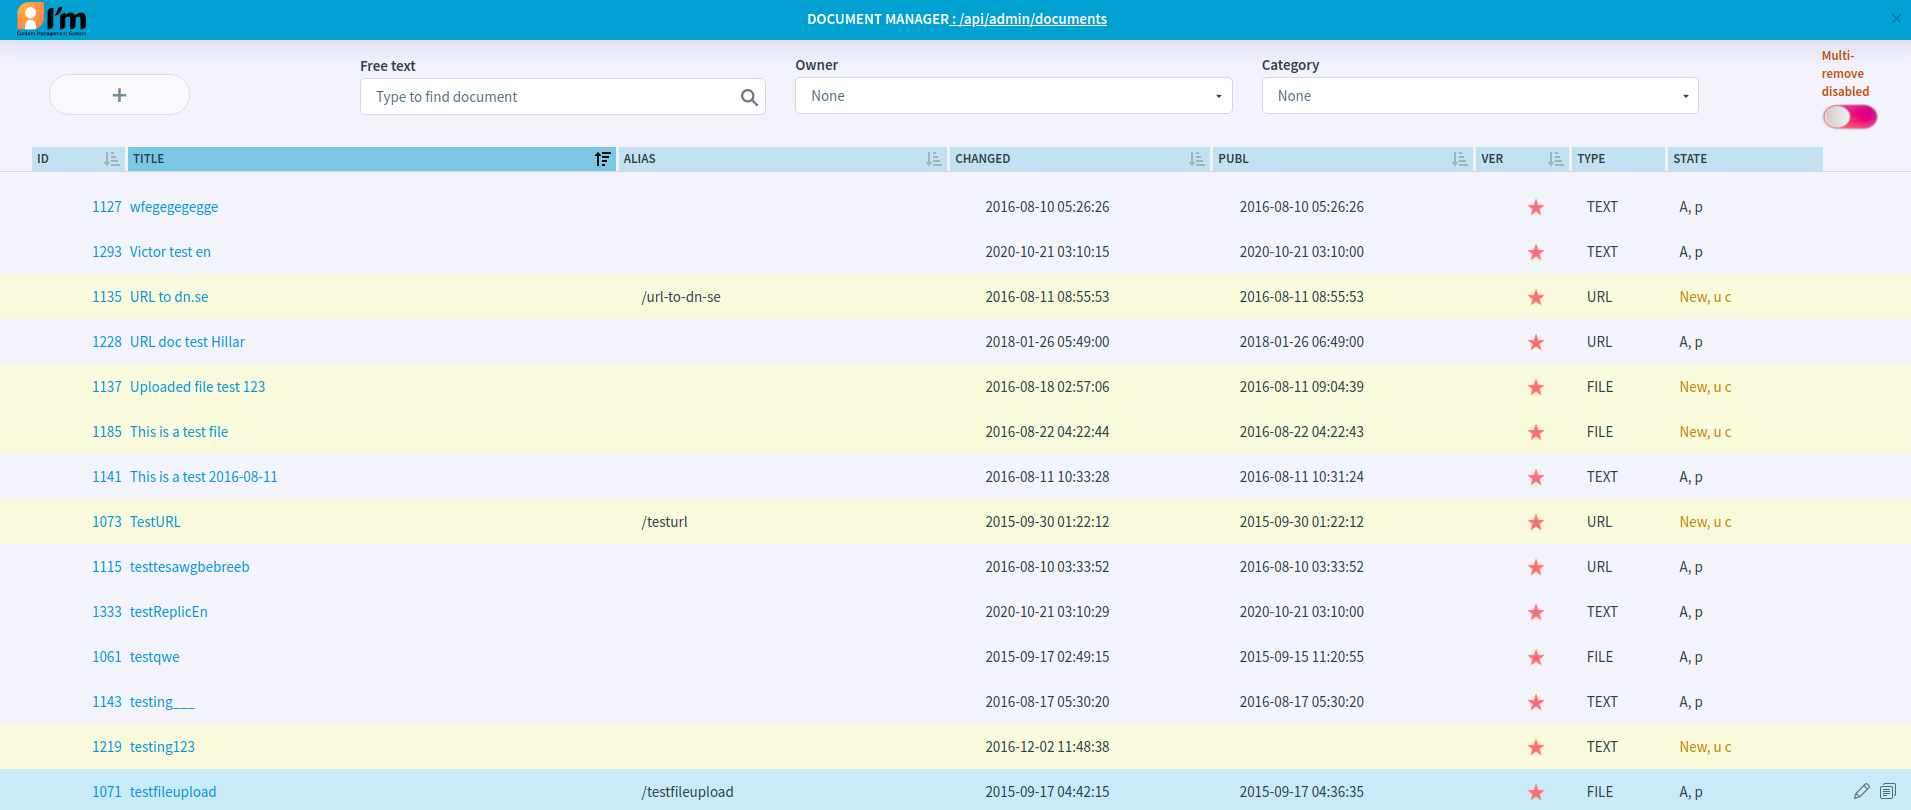 I'm
Content Management System
DOCUMENT MANAGER : /api/admin/documents
Free text
Type to find document
Owner
None
Category
None
Multi-
remove
disabled
ID TITLE ALIAS CHANGED PUBL VER TYPE STATE
1127 wfegegegegge 2016-08-10 05:26:26 2016-08-10 05:26:26 TEXT A, p
1293 Victor test en 2020-10-21 03:10:15 2020-10-21 03:10:00 TEXT A, p
1135 URL to dn.se /url-to-dn-se 2016-08-11 08:55:53 2016-08-11 08:55:53 URL New, u c
1228 URL doc test Hillar 2018-01-26 05:49:00 2018-01-26 06:49:00 URL A, p
1137 Uploaded file test 123 2016-08-18 02:57:06 2016-08-11 09:04:39 FILE New, u c
1185 This is a test file 2016-08-22 04:22:44 2016-08-22 04:22:43 FILE New, u c
1141 This is a test 2016-08-11 2016-08-11 10:33:28 2016-08-11 10:31:24 TEXT A, p
1073 TestURL /testurl 2015-09-30 01:22:12 2015-09-30 01:22:12 URL New, u c
1115 testtesawgbebreeb 2016-08-10 03:33:52 2016-08-10 03:33:52 URL A, p
1333 testReplicEn 2020-10-21 03:10:29 2020-10-21 03:10:00 TEXT A, p
1061 testqwe 2015-09-17 02:49:15 2015-09-15 11:20:55 FILE A, p
1143 testing___ 2016-08-17 05:30:20 2016-08-17 05:30:20 TEXT A, p
1219 testing123 2016-12-02 11:48:38 TEXT New, u c
1071 testfileupload /testfileupload 2015-09-17 04:42:15 2015-09-17 04:36:35 FILE A, p